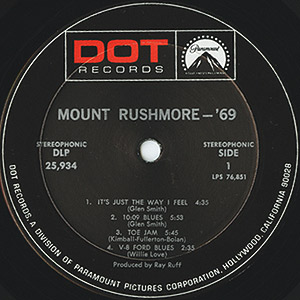 DOT
RECORDS
Paramount
MOUNT RUSHMORE — '69
STEREOPHONIC
DLP
25,934
STEREOPHONIC
SIDE
1
LPS 76,851
1. IT'S JUST THE WAY I FEEL 4:35
(Glen Smith)
2. 10:09 BLUES 5:53
(Glen Smith)
3. TOE JAM 5:45
(Kimball-Fullerton-Bolan)
4. V-8 FORD BLUES 3:13
(Willie Love)
Produced by Ray Ruff
DOT RECORDS, A DIVISION OF PARAMOUNT PICTURES CORPORATION, HOLLYWOOD, CALIFORNIA 90028